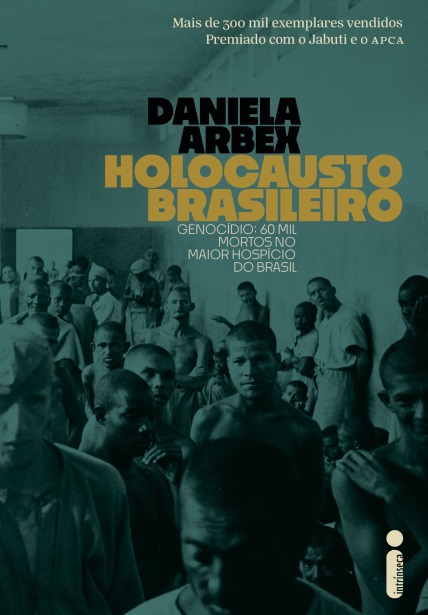 Mais de 300 mil exemplares vendidos
Premiado com o Jabuti e o APCA
DANIELA
ARBEX
HOLOCAUSTO
BRASILEIRO
GENOCÍDIO: 60 MIL
MORTOS NO
MAIOR HOSPÍCIO
DO BRASIL
intrínseca